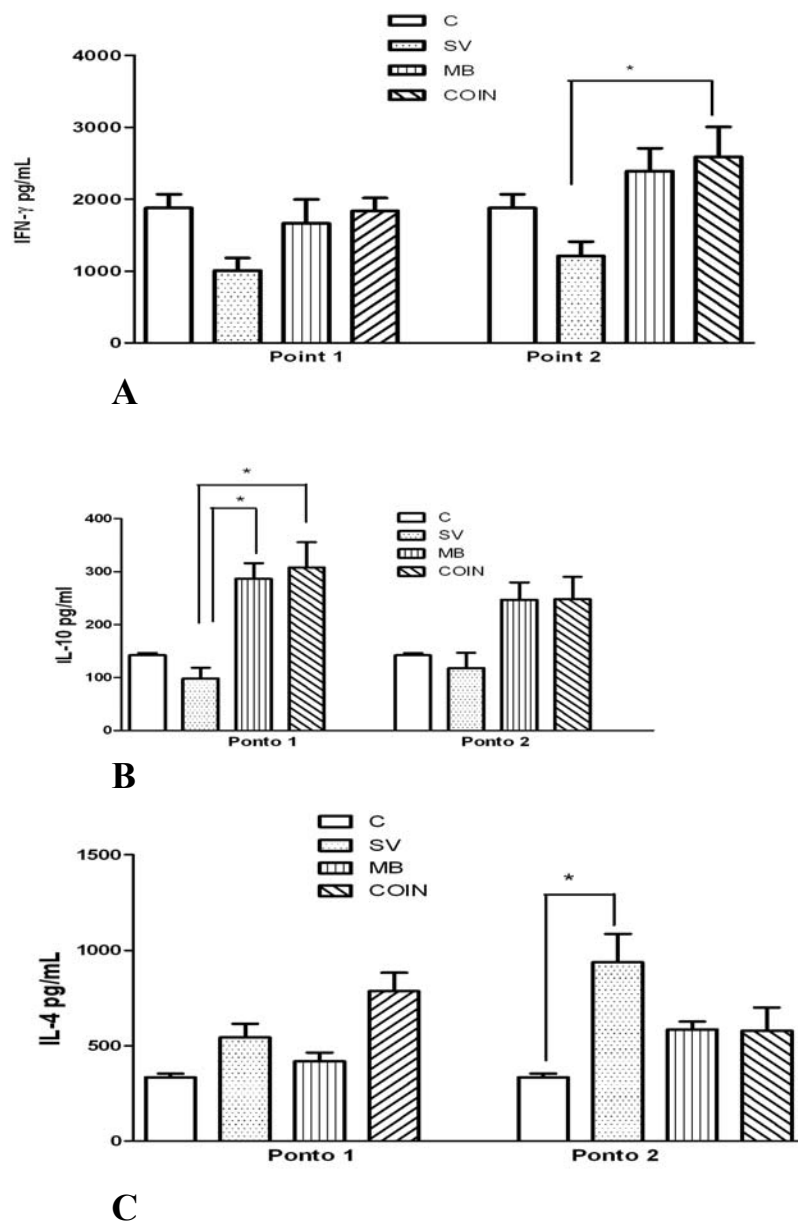 C
SV
MB
COIN
4000
3000
2000
1000
0
IFN-γ pg/mL
*
Point 1
Point 2
A
*
*
400
300
200
100
0
IL-10 pg/ml
C
SV
MB
COIN
Ponto 1
Ponto 2
B
C
SV
MB
COIN
1500
1000
500
0
IL-4 pg/mL
*
Ponto 1
Ponto 2
C